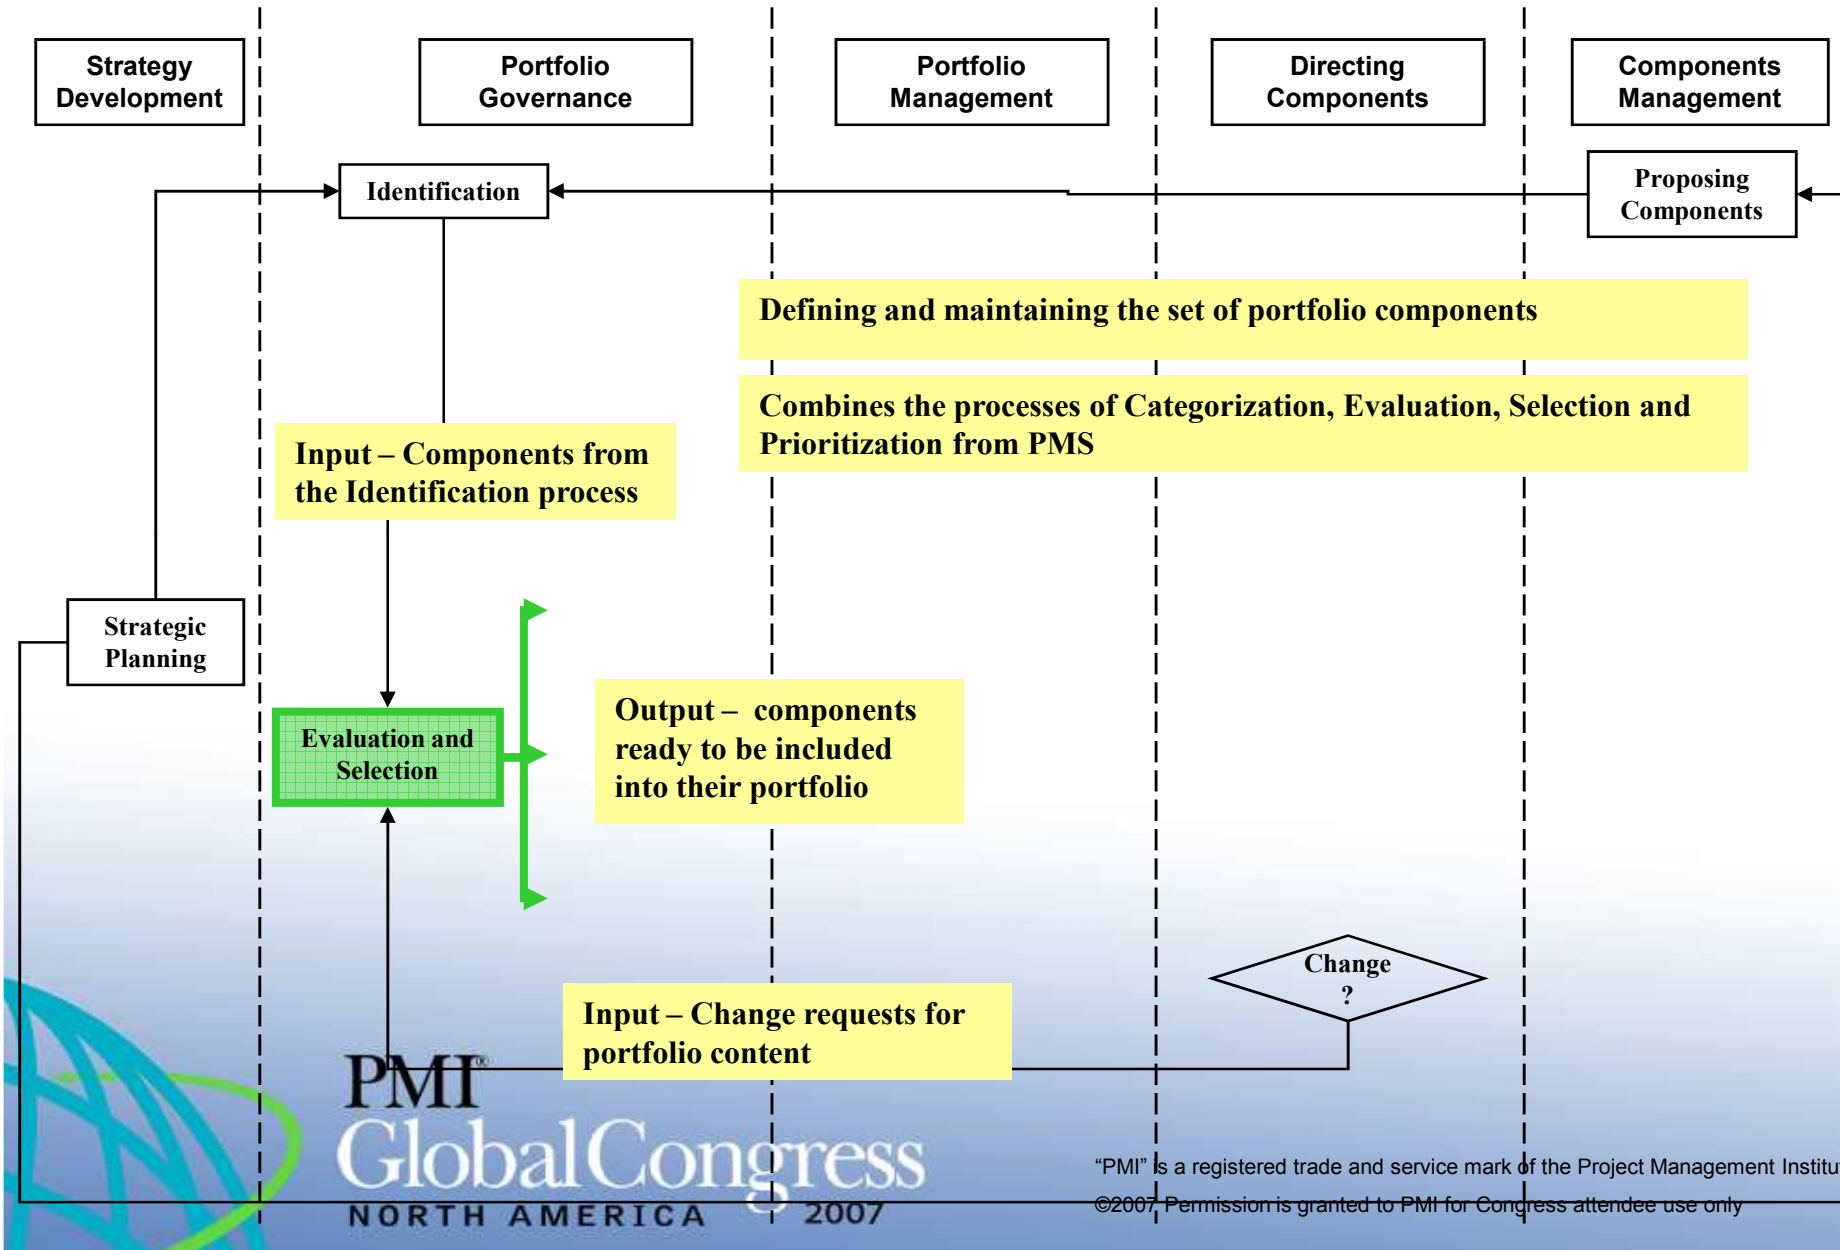 Strategy
Development
Portfolio
Governance
Portfolio
Management
Directing
Components
Components
Management
Identification
Proposing
Components
Defining and maintaining the set of portfolio components
Combines the processes of Categorization, Evaluation, Selection and
Prioritization from PMS
Input – Components from
the Identification process
Strategic
Planning
Evaluation and
Selection
Output – components
ready to be included
into their portfolio
Change
?
Input – Change requests for
portfolio content
PMI®
GlobalCongress
NORTH AMERICA 2007
“PMI” is a registered trade and service mark of the Project Management Institu
©2007 Permission is granted to PMI for Congress attendee use only